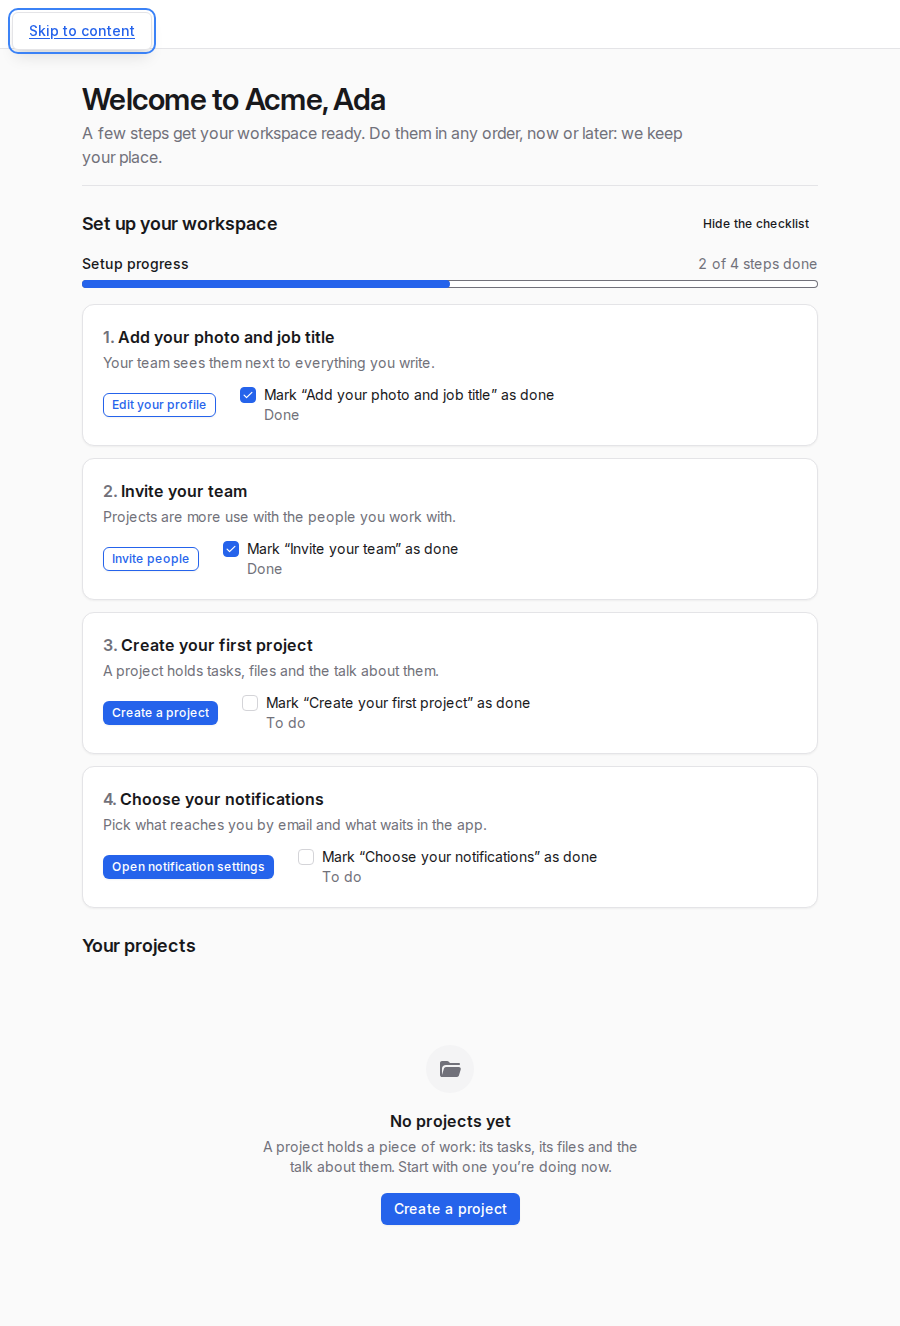 Skip to content
Welcome to Acme, Ada
A few steps get your workspace ready. Do them in any order, now or later: we keep
your place.
Set up your workspace
Hide the checklist
Setup progress
2 of 4 steps done
1. Add your photo and job title
Your team sees them next to everything you write.
Edit your profile
Mark “Add your photo and job title” as done
Done
2. Invite your team
Projects are more use with the people you work with.
Invite people
Mark “Invite your team” as done
Done
3. Create your first project
A project holds tasks, files and the talk about them.
Create a project
Mark “Create your first project” as done
To do
4. Choose your notifications
Pick what reaches you by email and what waits in the app.
Open notification settings
Mark “Choose your notifications” as done
To do
Your projects
No projects yet
A project holds a piece of work: its tasks, its files and the
talk about them. Start with one you’re doing now.
Create a project